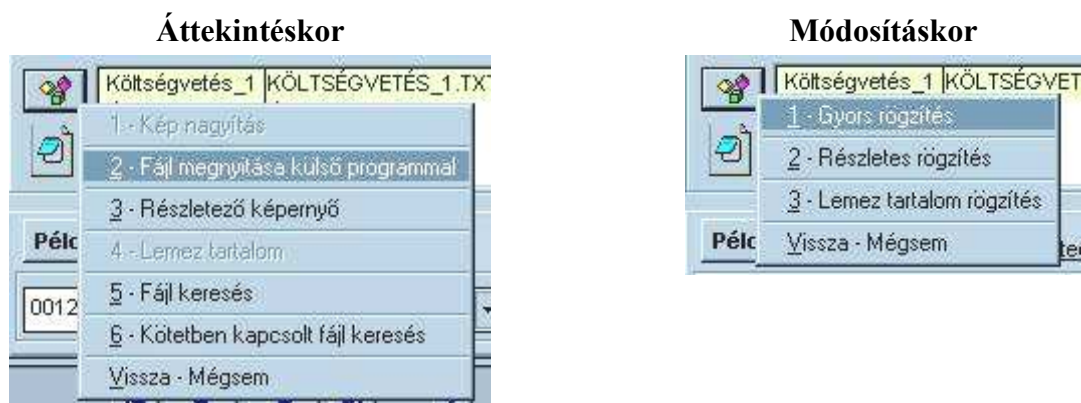 Áttekintéskor
Költségvetés_1 KÖLTSÉGVETÉS_1.TXT
1 - Kép nagyítás
2 - Fájl megnyitása külső programmal
3 - Részletező képernyő
4 - Lemez tartalom
Péld
5 - Fájl keresés
0012
6 - Kötetben kapcsolt fájl keresés
Vissza - Mégsem
Módosításkor
Költségvetés_1 KÖLTSÉGVET
1 - Gyors rögzítés
2 - Részletes rögzítés
3 - Lemez tartalom rögzítés
Péld
Vissza - Mégsem